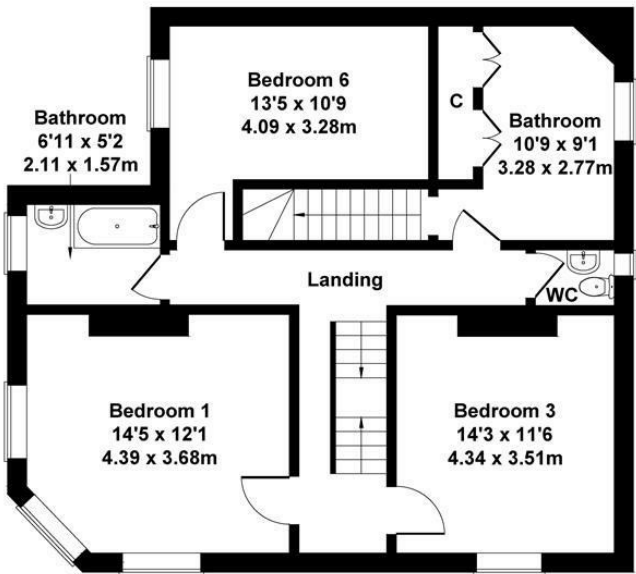 Bedroom 6
13'5 x 10'9
4.09 x 3.28m
Bathroom
6'11 x 5'2
2.11 x 1.57m
C
Bathroom
10'9 x 9'1
3.28 x 2.77m
Landing
WC
Bedroom 1
14'5 x 12'1
4.39 x 3.68m
Bedroom 3
14'3 x 11'6
4.34 x 3.51m